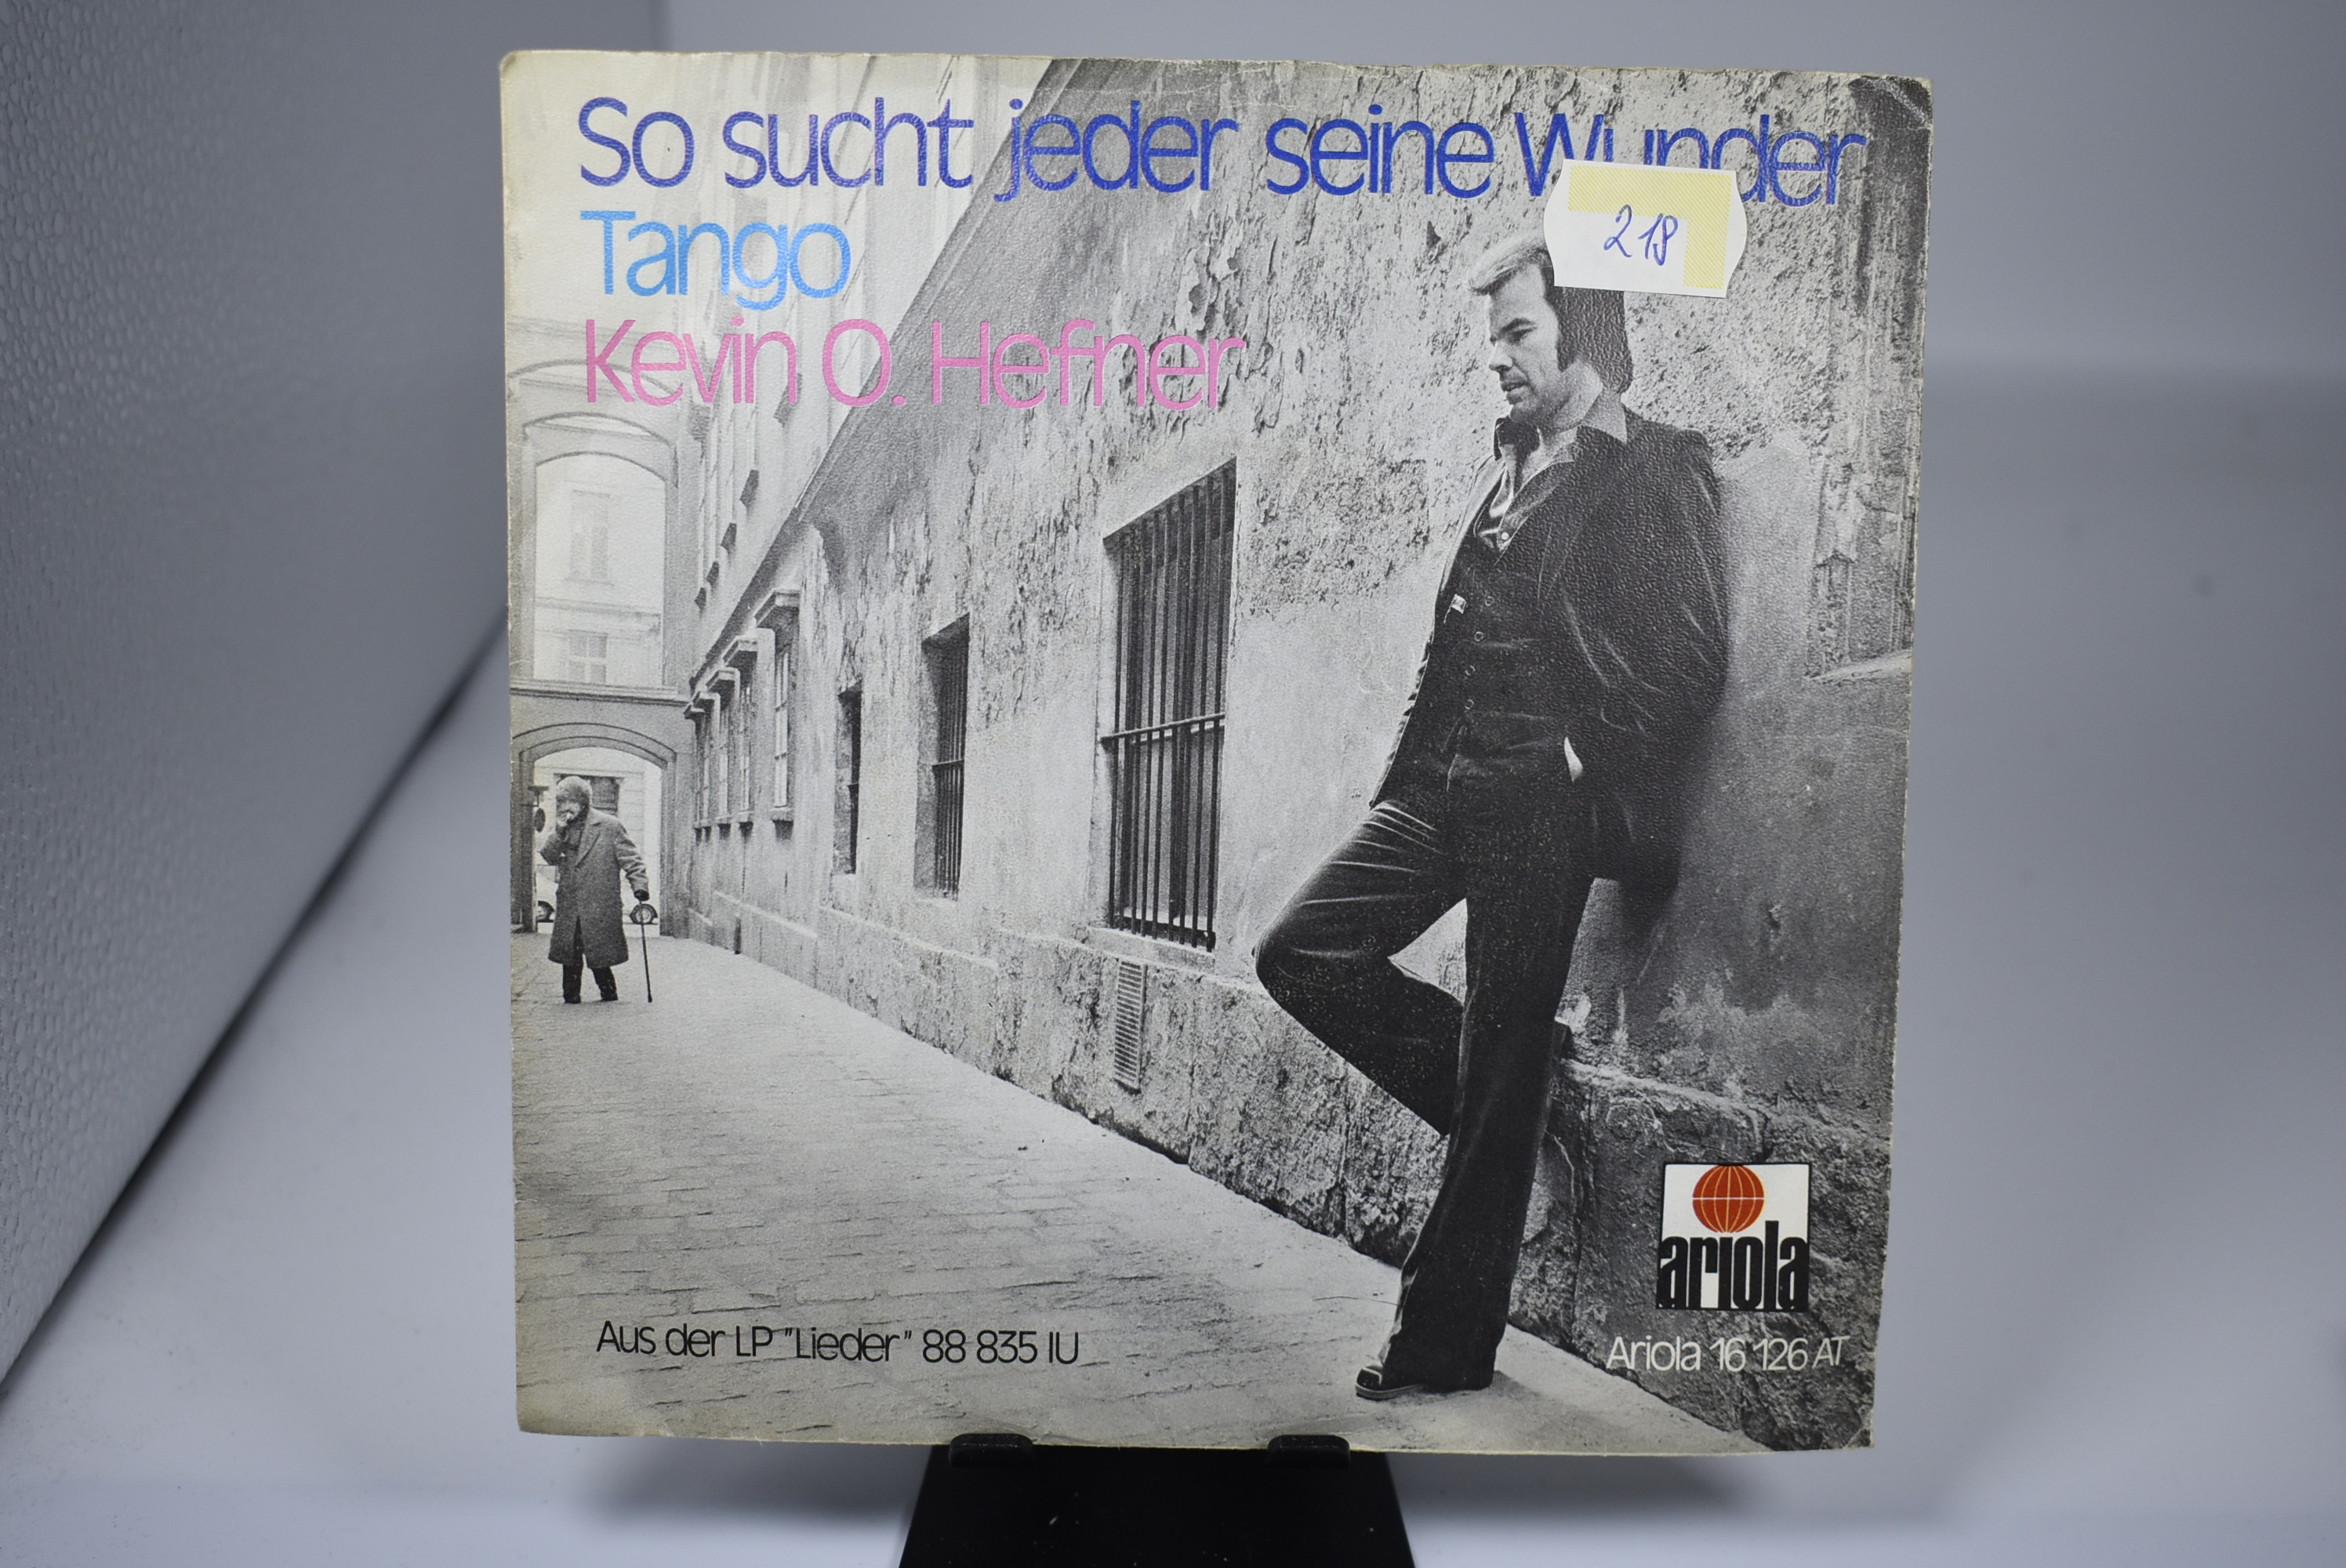 So sucht jeder seine Wunder
Tango
Kevin O. Hefner
218
ariola
Aus der LP "Lieder" 88 835 IU
Ariola 16 126 AT